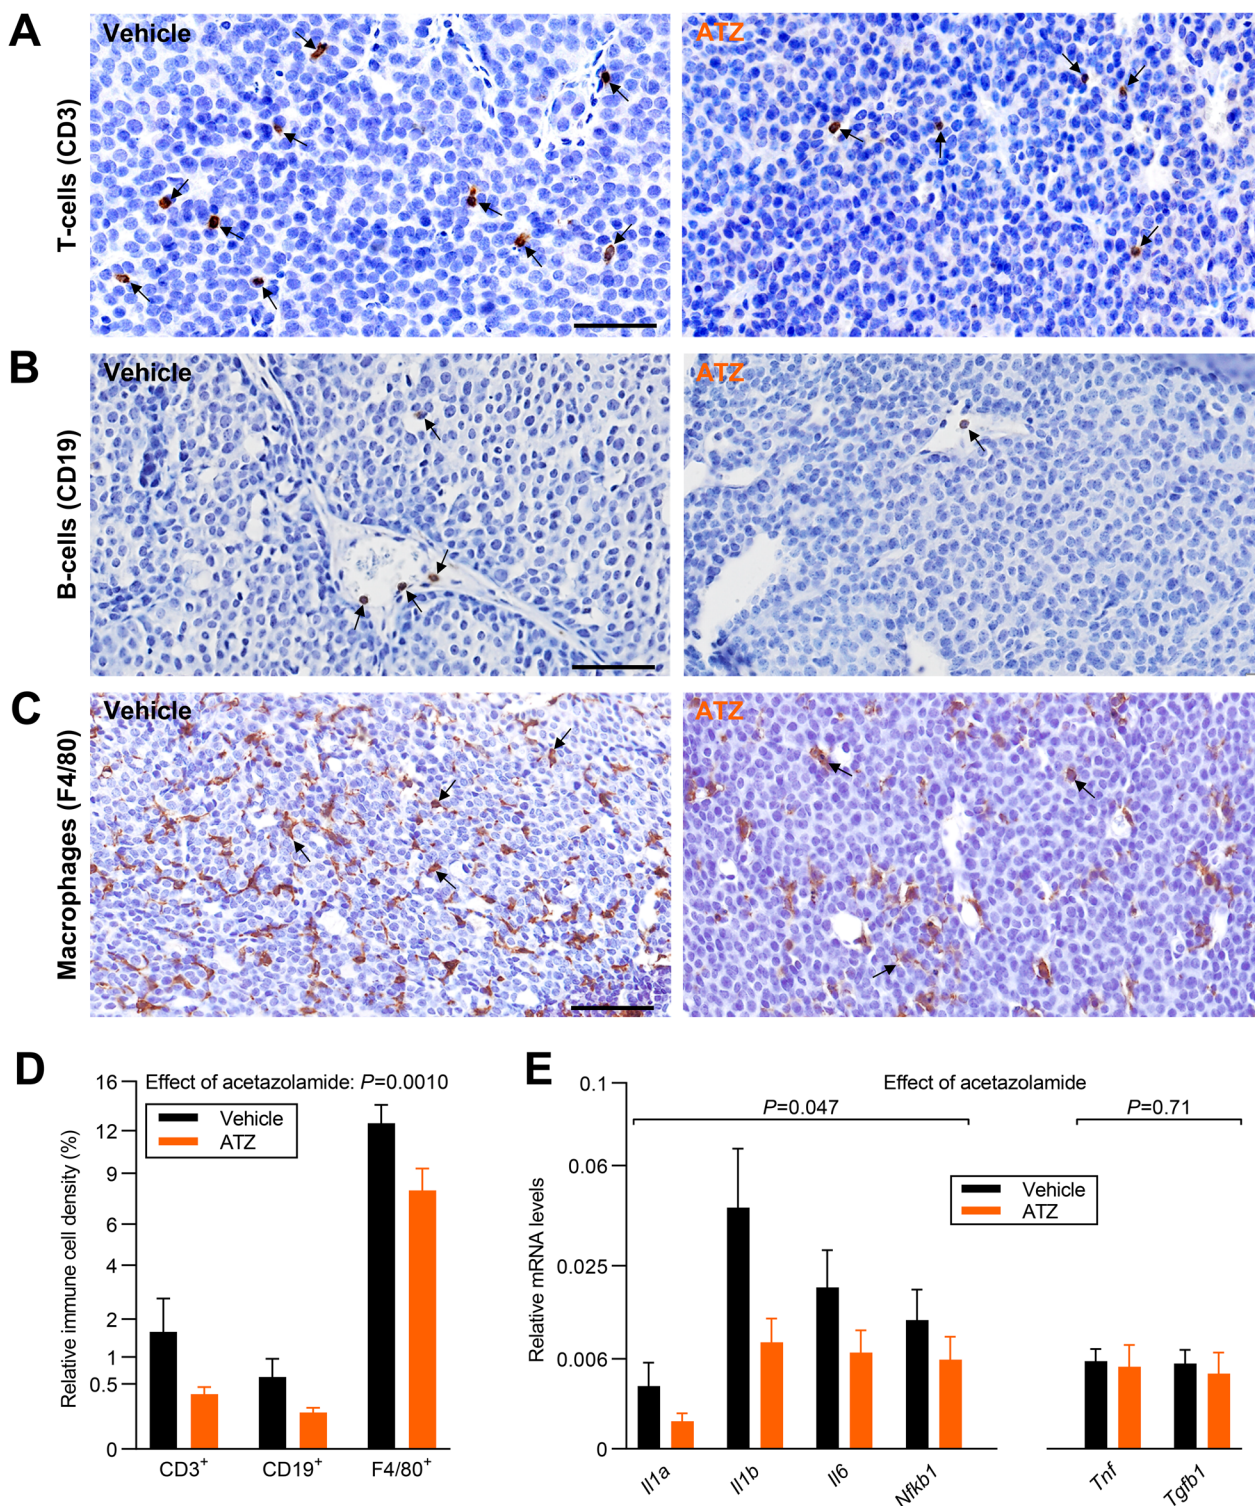 A
Vehicle
ATZ
T-cells (CD3)
B
Vehicle
ATZ
B-cells (CD19)
C
Vehicle
ATZ
Macrophages (F4/80)
D
Effect of acetazolamide: P=0.0010
Vehicle
ATZ
Relative immune cell density (%)
16
12
9
6
4
2
1
0.5
0
CD3+
CD19+
F4/80+
E
Effect of acetazolamide
P=0.047
P=0.71
Vehicle
ATZ
Relative mRNA levels
0.1
0.06
0.025
0.006
0
Il1a
Il1b
Il6
Nfkb1
Tnf
Tgfb1